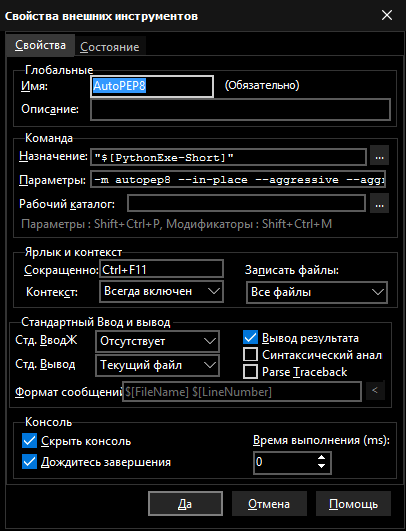 Свойства внешних инструментов
Свойства Состояние
Глобальные
Имя: AutoPEP8 (Обязательно)
Описание:
Команда
Назначение: "$[PythonExe-Short]" ...
Параметры: -m autopep8 --in-place --aggressive --aggr
Рабочий каталог: ...
Параметры : Shift+Ctrl+P, Модификаторы : Shift+Ctrl+M
Ярлык и контекст
Сокращенно: Ctrl+F11 Записать файлы:
Контекст: Всегда включен Все файлы
Стандартный Ввод и вывод
Стд. ВводЖ Отсутствует Вывод результата
Синтаксический анал
Стд. Вывод Текущий файл Parse Traceback
Формат сообщений $[FileName] $[LineNumber] <
Консоль
Скрыть консоль Время выполнения (ms):
Дождитесь завершения 0
Да Отмена Помощь